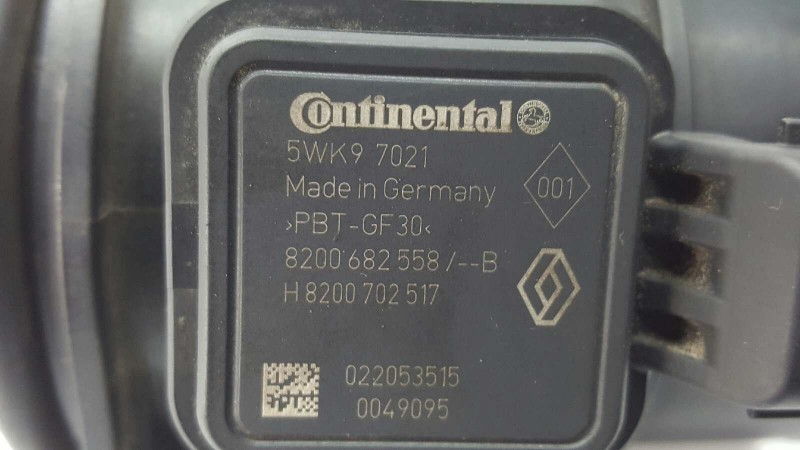 Continental
5WK9 7021
Made in Germany
001
>PBT-GF30<
8200 682 558 /--B
H 8200 702 517
022053515
0049095